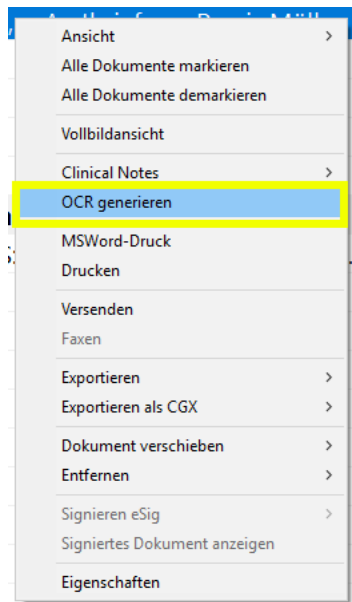 Ansicht
Alle Dokumente markieren
Alle Dokumente demarkieren
Vollbildansicht
Clinical Notes
OCR generieren
MSWord-Druck
Drucken
Versenden
Faxen
Exportieren
Exportieren als CGX
Dokument verschieben
Entfernen
Signieren eSig
Signiertes Dokument anzeigen
Eigenschaften